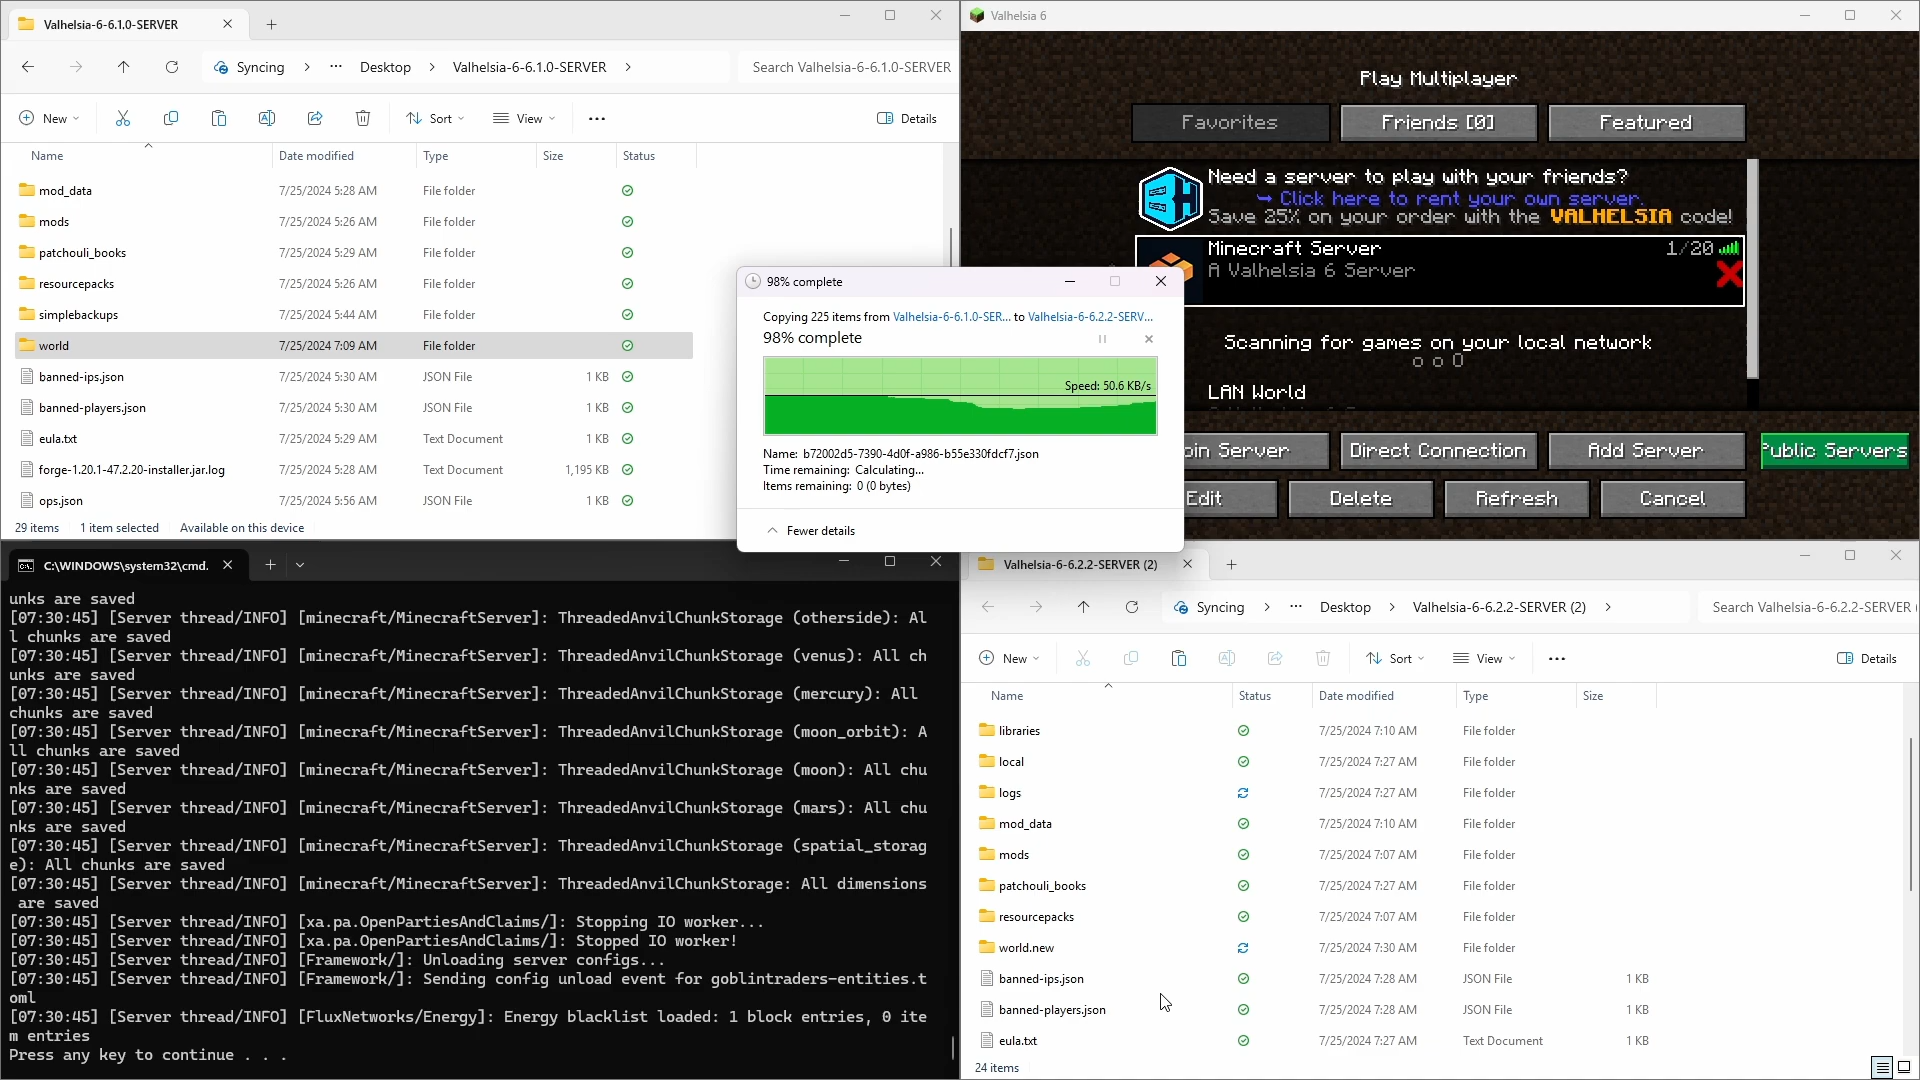 Valhelsia-6-6.1.0-SERVER
Syncing
Desktop
Valhelsia-6-6.1.0-SERVER
Search Valhelsia-6-6.1.0-SERVER
New
Sort
View
Details
Name Date modified Type Size Status
mod_data 7/25/2024 5:28 AM File folder
mods 7/25/2024 5:26 AM File folder
patchouli_books 7/25/2024 5:29 AM File folder
resourcepacks 7/25/2024 5:26 AM File folder
simplebackups 7/25/2024 5:44 AM File folder
world 7/25/2024 7:09 AM File folder
banned-ips.json 7/25/2024 5:30 AM JSON File 1 KB
banned-players.json 7/25/2024 5:30 AM JSON File 1 KB
eula.txt 7/25/2024 5:29 AM Text Document 1 KB
forge-1.20.1-47.2.20-installer.jar.log 7/25/2024 5:28 AM Text Document 1,195 KB
ops.json 7/25/2024 5:56 AM JSON File 1 KB
29 items 1 item selected Available on this device
Valhelsia 6
Play Multiplayer
Favorites
Friends [0]
Featured
Need a server to play with your friends?
Click here to rent your own server.
Save 25% on your order with the VALHELSIA code!
Minecraft Server 1/20
A Valhelsia 6 Server
Scanning for games on your local network
LAN World
oin Server
Direct Connection
Add Server
Public Servers
Edit
Delete
Refresh
Cancel
98% complete
Copying 225 items from Valhelsia-6-6.1.0-SER... to Valhelsia-6-6.2.2-SERV...
98% complete
Speed: 50.6 KB/s
Name: b72002d5-7390-4d0f-a986-b55e330fdcf7.json
Time remaining: Calculating...
Items remaining: 0 (0 bytes)
Fewer details
C:\WINDOWS\system32\cmd.
unks are saved
[07:30:45] [Server thread/INFO] [minecraft/MinecraftServer]: ThreadedAnvilChunkStorage (otherside): Al
l chunks are saved
[07:30:45] [Server thread/INFO] [minecraft/MinecraftServer]: ThreadedAnvilChunkStorage (venus): All ch
unks are saved
[07:30:45] [Server thread/INFO] [minecraft/MinecraftServer]: ThreadedAnvilChunkStorage (mercury): All
chunks are saved
[07:30:45] [Server thread/INFO] [minecraft/MinecraftServer]: ThreadedAnvilChunkStorage (moon_orbit): A
ll chunks are saved
[07:30:45] [Server thread/INFO] [minecraft/MinecraftServer]: ThreadedAnvilChunkStorage (moon): All chu
nks are saved
[07:30:45] [Server thread/INFO] [minecraft/MinecraftServer]: ThreadedAnvilChunkStorage (mars): All chu
nks are saved
[07:30:45] [Server thread/INFO] [minecraft/MinecraftServer]: ThreadedAnvilChunkStorage (spatial_storag
e): All chunks are saved
[07:30:45] [Server thread/INFO] [minecraft/MinecraftServer]: ThreadedAnvilChunkStorage: All dimensions
are saved
[07:30:45] [Server thread/INFO] [xa.pa.OpenPartiesAndClaims/]: Stopping IO worker...
[07:30:45] [Server thread/INFO] [xa.pa.OpenPartiesAndClaims/]: Stopped IO worker!
[07:30:45] [Server thread/INFO] [Framework/]: Unloading server configs...
[07:30:45] [Server thread/INFO] [Framework/]: Sending config unload event for goblintraders-entities.t
oml
[07:30:45] [Server thread/INFO] [FluxNetworks/Energy]: Energy blacklist loaded: 1 block entries, 0 ite
m entries
Press any key to continue . . .
Valhelsia-6-6.2.2-SERVER (2)
Syncing
Desktop
Valhelsia-6-6.2.2-SERVER (2)
Search Valhelsia-6-6.2.2-SERVER (
New
Sort
View
Details
Name Status Date modified Type Size
libraries 7/25/2024 7:10 AM File folder
local 7/25/2024 7:27 AM File folder
logs 7/25/2024 7:27 AM File folder
mod_data 7/25/2024 7:10 AM File folder
mods 7/25/2024 7:07 AM File folder
patchouli_books 7/25/2024 7:27 AM File folder
resourcepacks 7/25/2024 7:07 AM File folder
world.new 7/25/2024 7:30 AM File folder
banned-ips.json 7/25/2024 7:28 AM JSON File 1 KB
banned-players.json 7/25/2024 7:28 AM JSON File 1 KB
eula.txt 7/25/2024 7:27 AM Text Document 1 KB
24 items